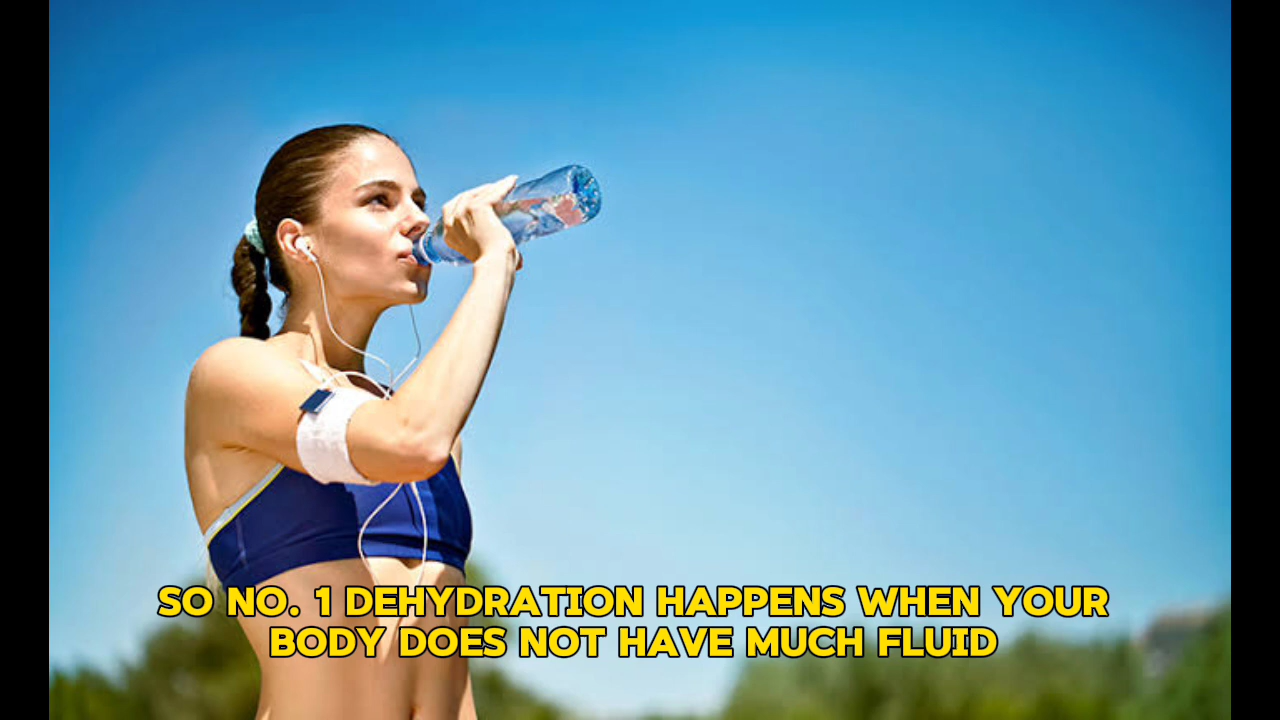 SO NO. 1 DEHYDRATION HAPPENS WHEN YOUR
BODY DOES NOT HAVE MUCH FLUID